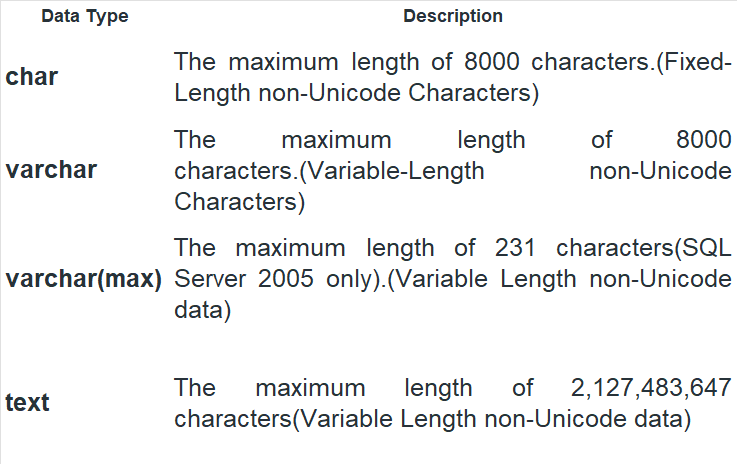 Data Type Description
char
The maximum length of 8000 characters.(Fixed-
Length non-Unicode Characters)
varchar
The maximum length of 8000
characters.(Variable-Length non-Unicode
Characters)
varchar(max)
The maximum length of 231 characters(SQL
Server 2005 only).(Variable Length non-Unicode
data)
text
The maximum length of 2,127,483,647
characters(Variable Length non-Unicode data)